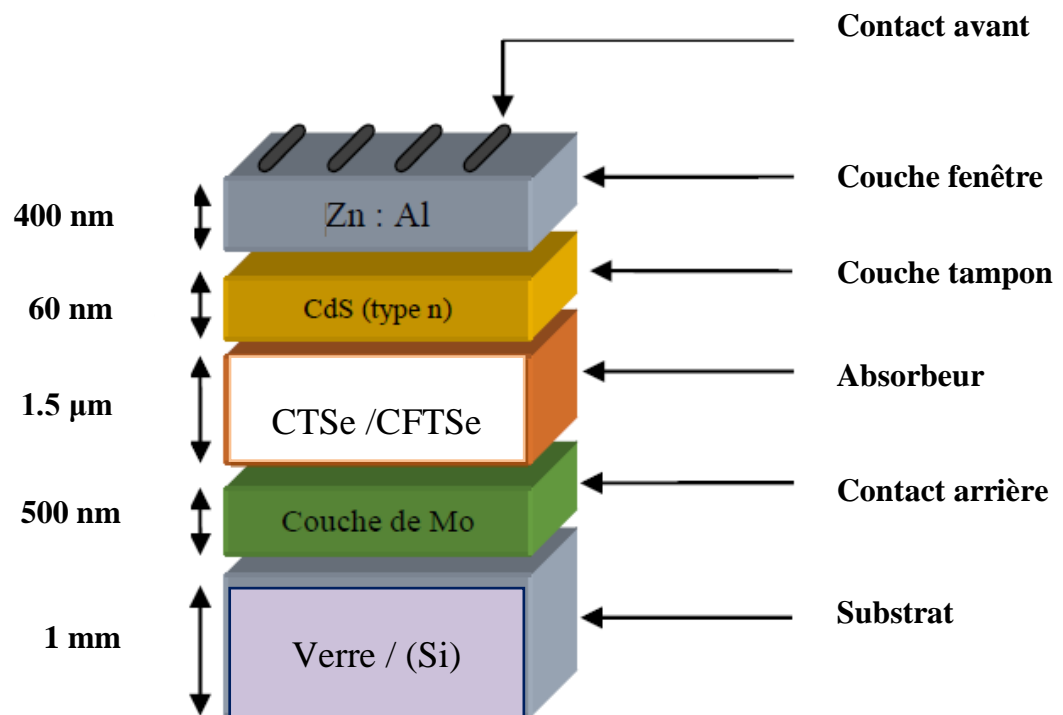 Contact avant
400 nm
Zn : Al
Couche fenêtre
60 nm
CdS (type n)
Couche tampon
1.5 μm
CTSe /CFTSe
Absorbeur
500 nm
Couche de Mo
Contact arrière
1 mm
Verre / (Si)
Substrat